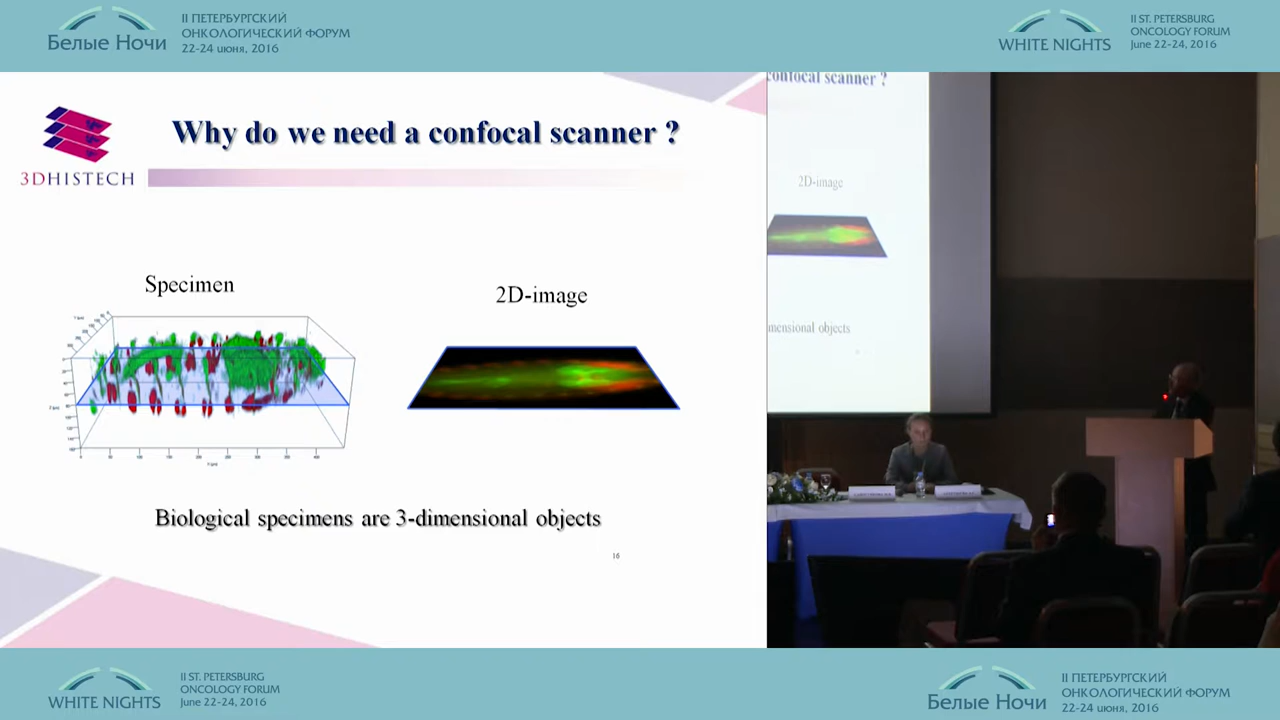 Белые Ночи
II ПЕТЕРБУРГСКИЙ
ОНКОЛОГИЧЕСКИЙ ФОРУМ
22-24 июня, 2016
WHITE NIGHTS
II ST. PETERSBURG
ONCOLOGY FORUM
June 22-24, 2016
3DHISTECH
Why do we need a confocal scanner ?
Specimen
2D-image
Biological specimens are 3-dimensional objects
16
confocal scanner ?
2D-image
mensional objects
WHITE NIGHTS
II ST. PETERSBURG
ONCOLOGY FORUM
June 22-24, 2016
Белые Ночи
II ПЕТЕРБУРГСКИЙ
ОНКОЛОГИЧЕСКИЙ ФОРУМ
22-24 июня, 2016